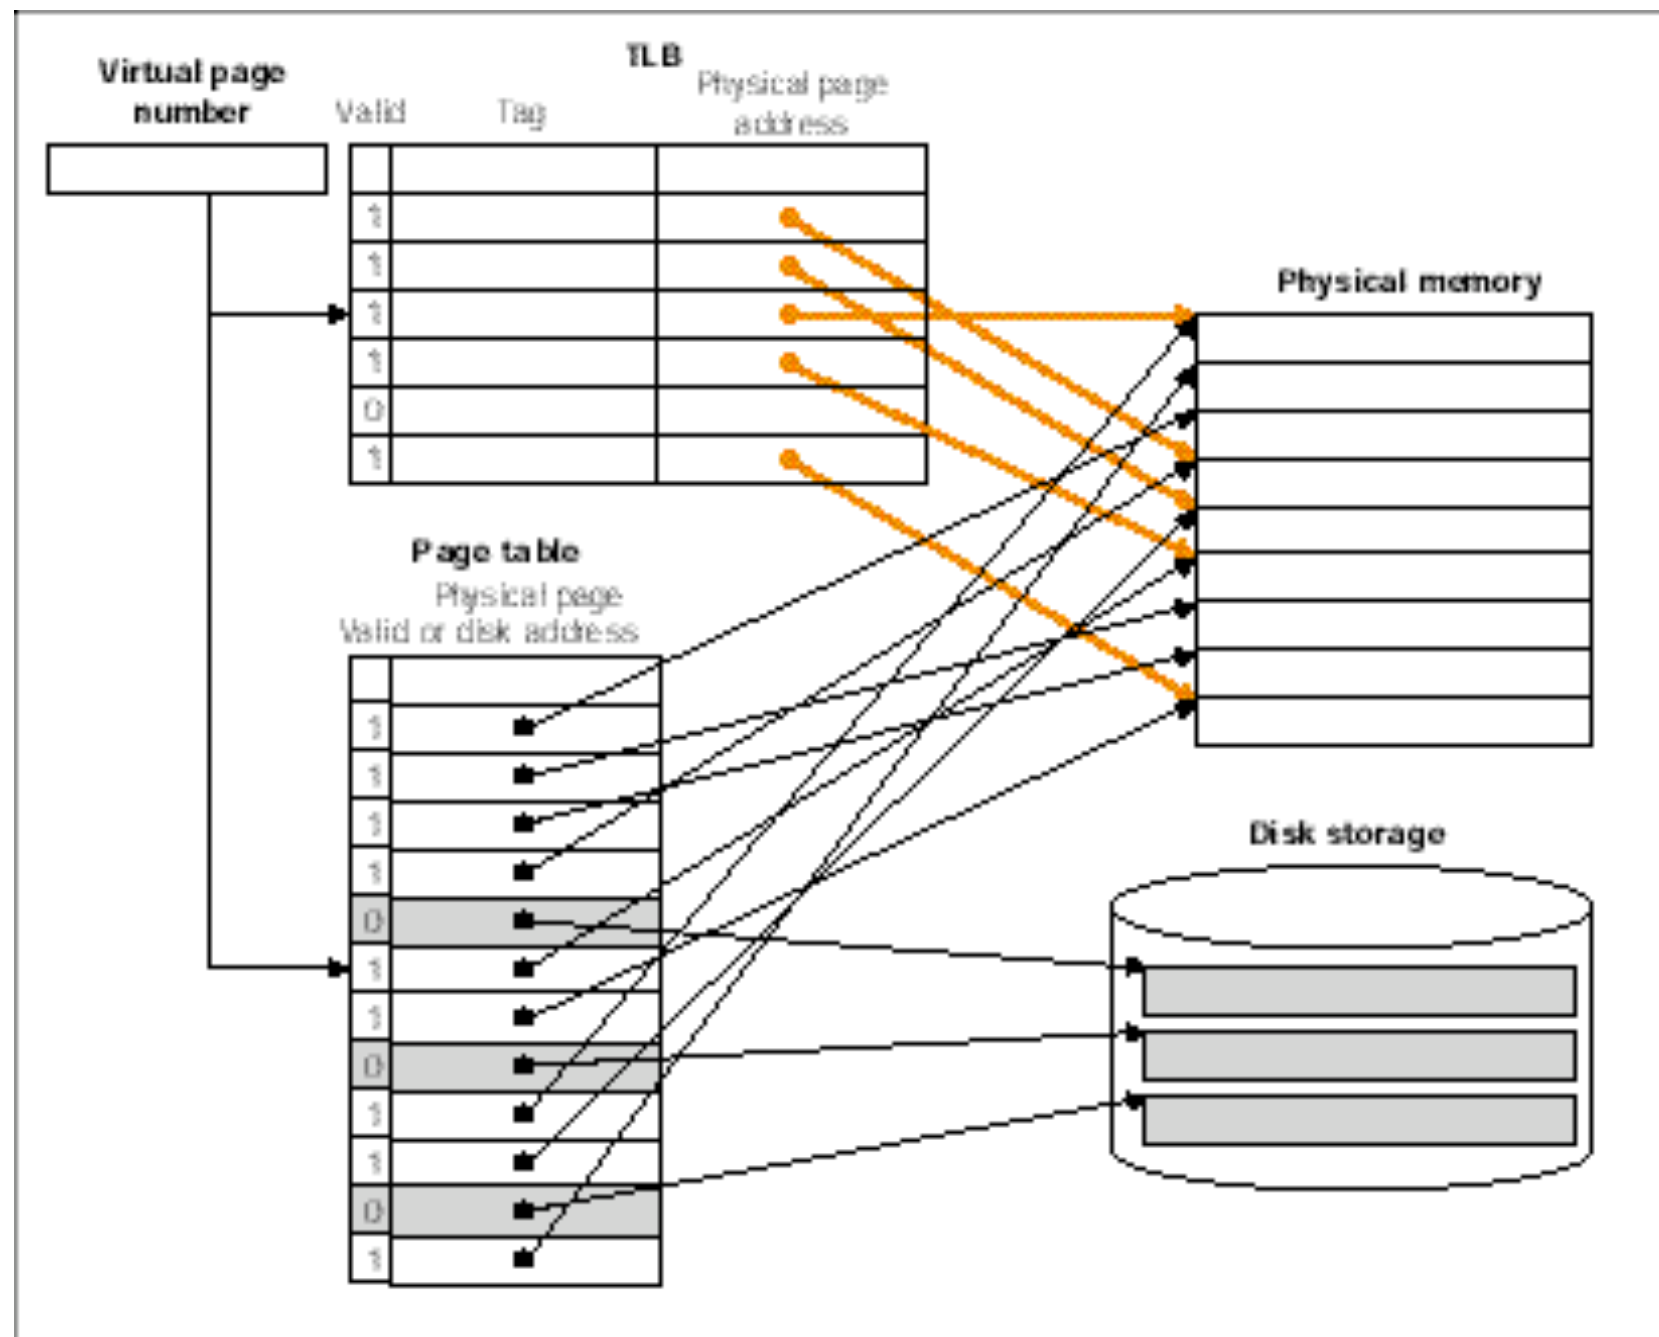 TLB
Virtual page
number
Valid
Tag
Physical page
address
1
1
1
1
0
1
Physical memory
Page table
Physical page
Valid or disk address
1
1
1
1
0
1
1
0
1
1
0
1
Disk storage